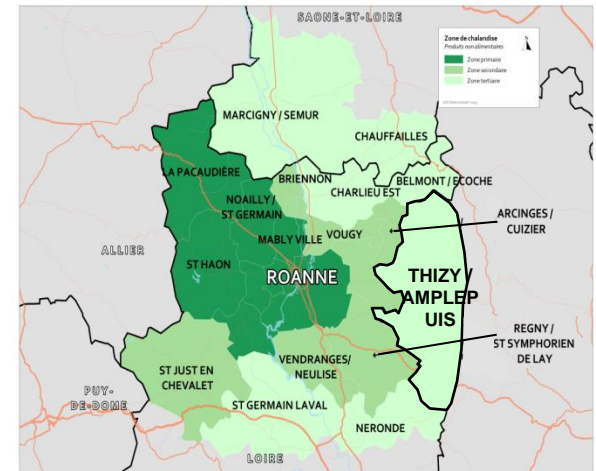 SAONE-ET-LOIRE
Zone de chalandise
Produits non alimentaires
N
Zone primaire
Zone secondaire
Zone tertiaire
MARCIGNY / SEMUR
CHAUFFAILLES
LA PACAUDIÈRE
BRIENNON
BELMONT / ECOCHE
CHARLIEU EST
NOAILLY /
ST GERMAIN
ARCINGES /
CUIZIER
MABLY VILLE
VOUGY
ALLIER
ST HAON
ROANNE
THIZY /
AMPLEP
UIS
REGNY /
ST SYMPHORIEN
DE LAY
VENDRANGES/
NEULISE
ST JUST EN
CHEVALET
PUY-
DE-DOME
ST GERMAIN LAVAL
NERONDE
LOIRE